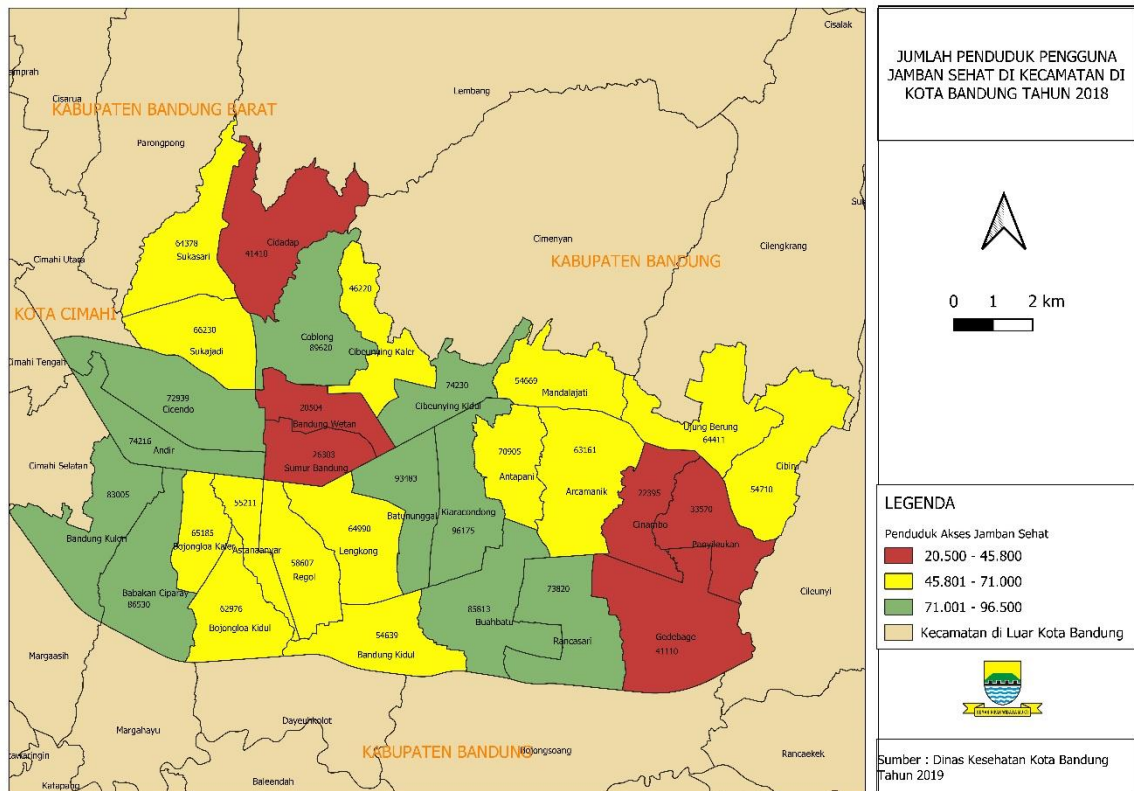 Cisalak
Cisarua
KABUPATEN BANDUNG BARAT
Lembang
Parongpong
Cimenyan
Cilengkrang
KABUPATEN BANDUNG
Cimahi Utara
KOTA CIMAHI
Cimahi Tengah
Cimahi Selatan
64378
Sukasari
Cidadap
41418
46220
66230
Sukajadi
Coblong
89620
Cibeunying Kaler
74230
Cibeunying Kidul
54669
Mandalajati
72939
Cicendo
74216
Andir
Bandung Wetan
26383
Sumur Bandung
Ujung Berung
64411
54710
70905
Antapani
63161
Arcamanik
22395
Cinambo
33570
83005
Bandung Kulon
65185
Bojongloa Kaler
55211
Astanaanyar
64990
Lengkong
58607
Regol
93483
Batununggal
Kiaracondong
96175
Babakan Ciparay
86530
62976
Bojongloa Kidul
54639
Bandung Kidul
85813
Buahbatu
73820
Rancasari
Gedebage
41110
Cileunyi
Margaasih
Margahayu
Dayeuhkolot
KABUPATEN BANDUNG
Baleendah
Rancaekek
Katapang
JUMLAH PENDUDUK PENGGUNA
JAMBAN SEHAT DI KECAMATAN DI
KOTA BANDUNG TAHUN 2018
0 1 2 km
LEGENDA
Penduduk Akses Jamban Sehat
20.500 - 45.800
45.801 - 71.000
71.001 - 96.500
Kecamatan di Luar Kota Bandung
Sumber : Dinas Kesehatan Kota Bandung
Tahun 2019